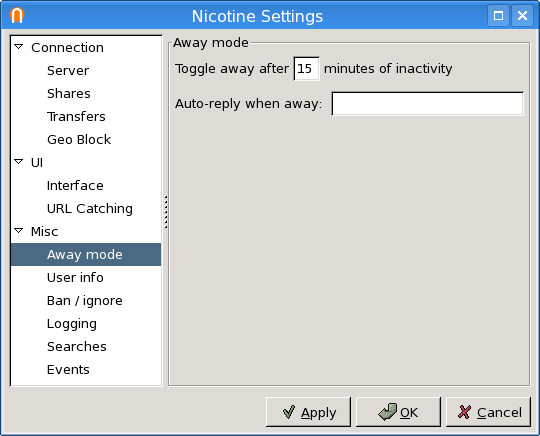 Nicotine Settings
Connection
Server
Shares
Transfers
Geo Block
UI
Interface
URL Catching
Misc
Away mode
User info
Ban / ignore
Logging
Searches
Events
Away mode
Toggle away after 15 minutes of inactivity
Auto-reply when away:
Apply OK Cancel